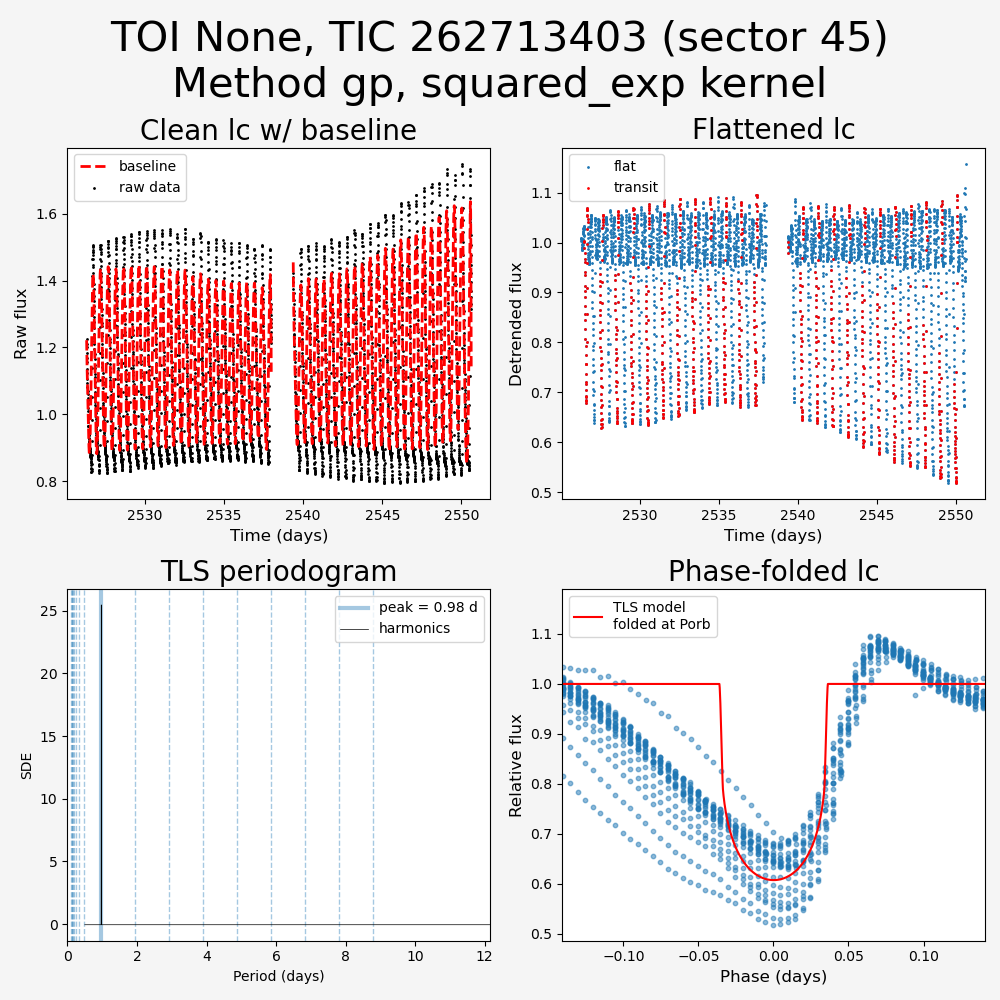 TOI None, TIC 262713403 (sector 45)
Method gp, squared_exp kernel
Clean lc w/ baseline
baseline
raw data
Raw flux
1.6
1.4
1.2
1.0
0.8
2530
2535
2540
2545
2550
Time (days)
Flattened lc
flat
transit
Detrended flux
1.1
1.0
0.9
0.8
0.7
0.6
0.5
2530
2535
2540
2545
2550
Time (days)
TLS periodogram
peak = 0.98 d
harmonics
SDE
25
20
15
10
5
0
0
2
4
6
8
10
12
Period (days)
Phase-folded lc
TLS model
folded at Porb
Relative flux
1.1
1.0
0.9
0.8
0.7
0.6
0.5
−0.10
−0.05
0.00
0.05
0.10
Phase (days)